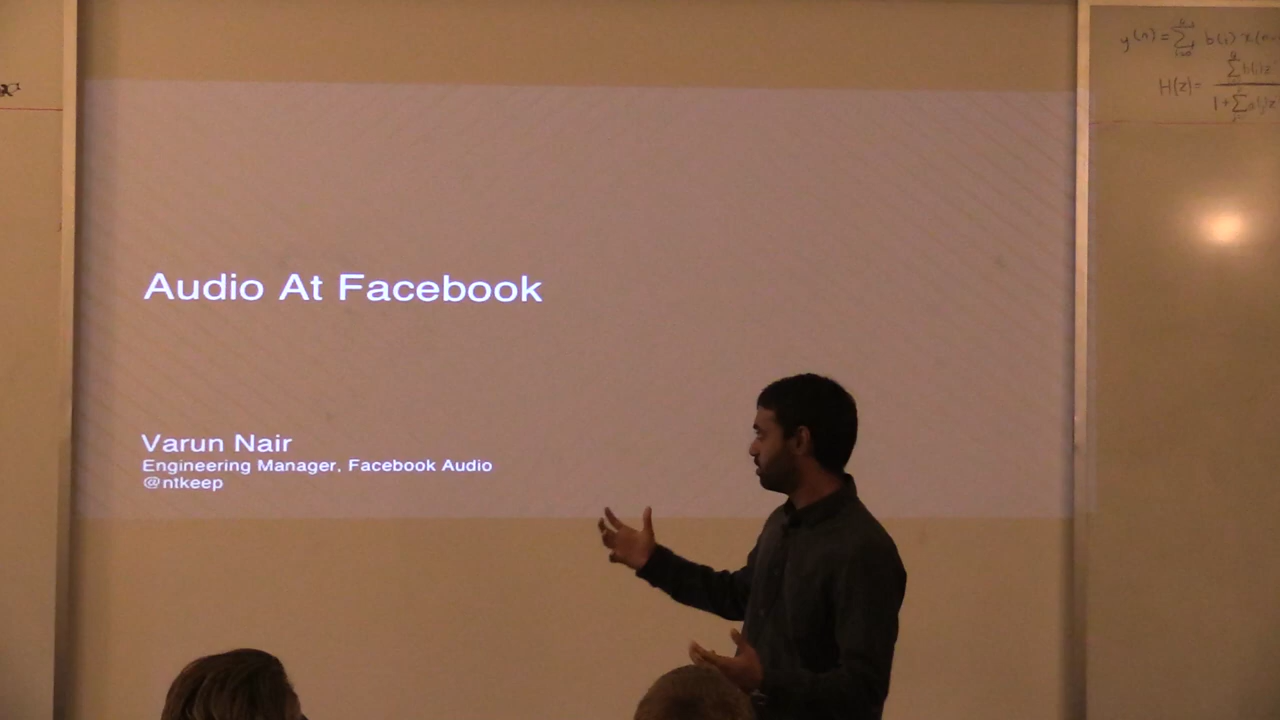 Audio At Facebook
Varun Nair
Engineering Manager, Facebook Audio
@ntkeep
y(n) = ∑ b(i) x(n-
H(z)=